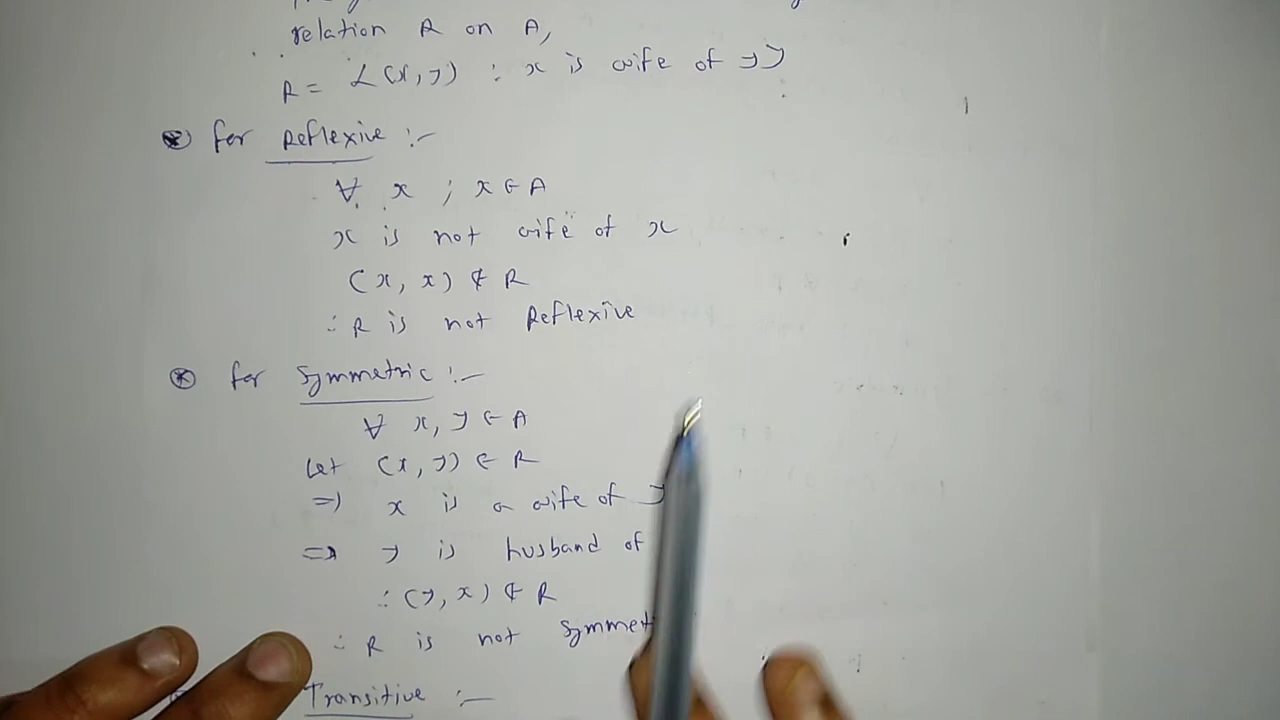 relation R on A,
R = {(x, y) : x is wife of y}
* for Reflexive :-
∀ x ; x ∈ A
x is not wife of x
(x, x) ∉ R
∴ R is not Reflexive
* for Symmetric :-
∀ x, y ∈ A
Let (x, y) ∈ R
⇒ x is a wife of y
⇒ y is husband of
∴ (y, x) ∉ R
∴ R is not Symmet
Transitive :-